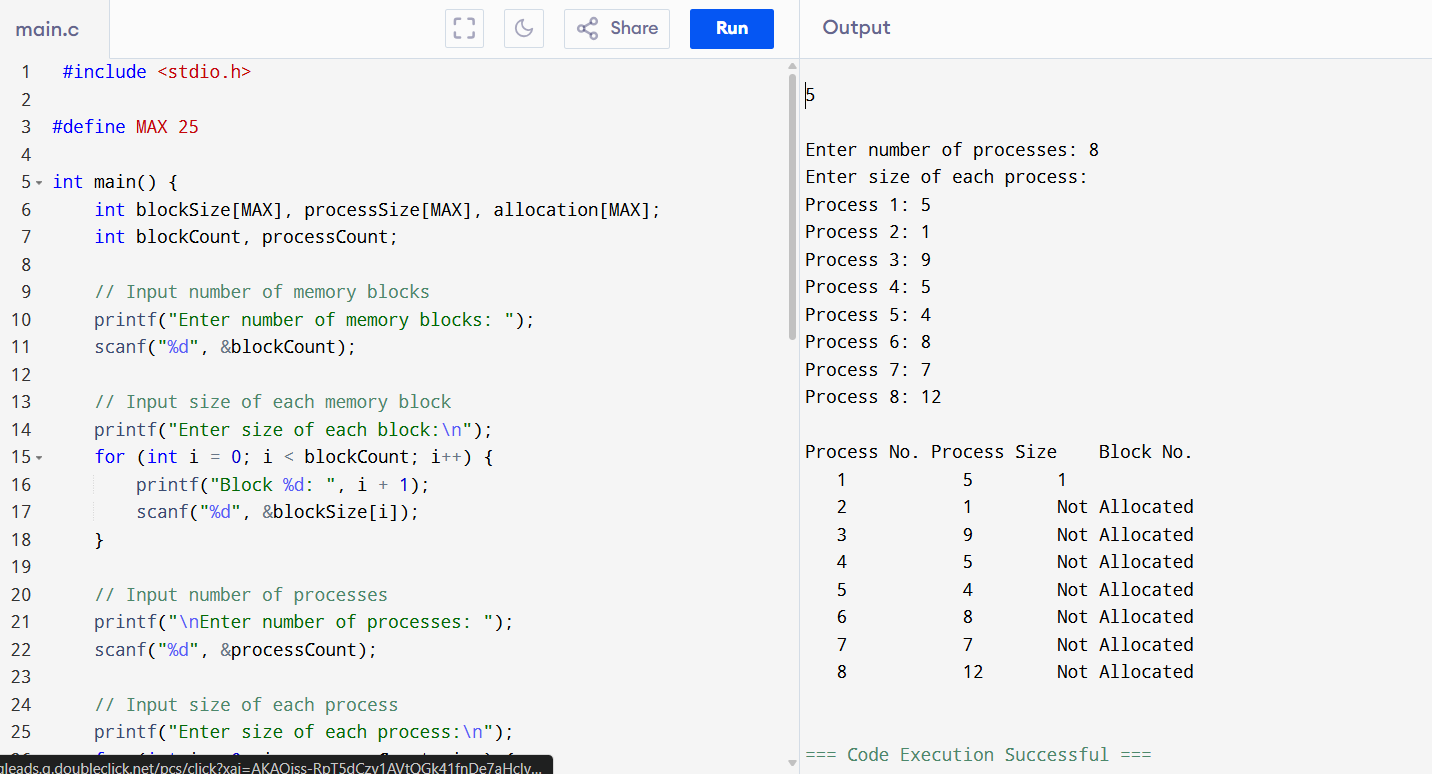 main.c
Share
Run
Output
1 #include <stdio.h>
2
3 #define MAX 25
4
5 int main() {
6 int blockSize[MAX], processSize[MAX], allocation[MAX];
7 int blockCount, processCount;
8
9 // Input number of memory blocks
10 printf("Enter number of memory blocks: ");
11 scanf("%d", &blockCount);
12
13 // Input size of each memory block
14 printf("Enter size of each block:\n");
15 for (int i = 0; i < blockCount; i++) {
16 printf("Block %d: ", i + 1);
17 scanf("%d", &blockSize[i]);
18 }
19
20 // Input number of processes
21 printf("\nEnter number of processes: ");
22 scanf("%d", &processCount);
23
24 // Input size of each process
25 printf("Enter size of each process:\n");
5
Enter number of processes: 8
Enter size of each process:
Process 1: 5
Process 2: 1
Process 3: 9
Process 4: 5
Process 5: 4
Process 6: 8
Process 7: 7
Process 8: 12
Process No. Process Size Block No.
1 5 1
2 1 Not Allocated
3 9 Not Allocated
4 5 Not Allocated
5 4 Not Allocated
6 8 Not Allocated
7 7 Not Allocated
8 12 Not Allocated
=== Code Execution Successful ===